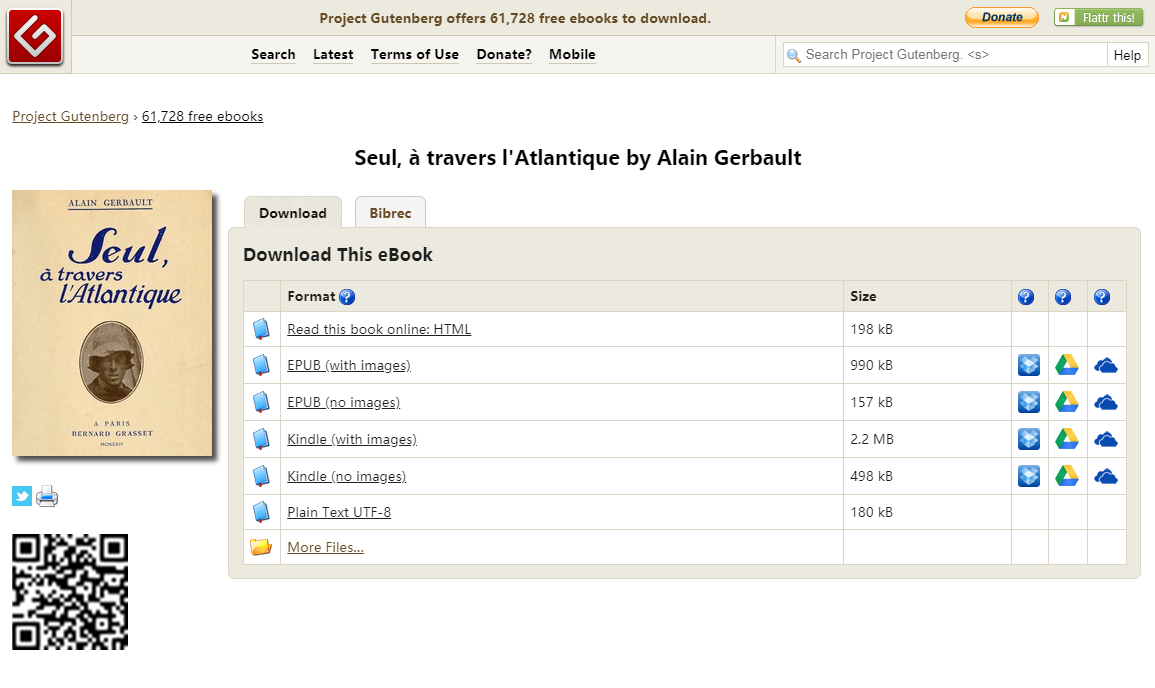 Project Gutenberg offers 61,728 free ebooks to download.
Donate
Flattr this!
Search Latest Terms of Use Donate? Mobile
Search Project Gutenberg. <s>
Help
Project Gutenberg › 61,728 free ebooks
Seul, à travers l'Atlantique by Alain Gerbault
ALAIN GERBAULT
Seul,
à travers
l'Atlantique
A PARIS
BERNARD GRASSET
Download Bibrec
Download This eBook
Format ? Size ? ? ?
Read this book online: HTML 198 kB
EPUB (with images) 990 kB
EPUB (no images) 157 kB
Kindle (with images) 2.2 MB
Kindle (no images) 498 kB
Plain Text UTF-8 180 kB
More Files…